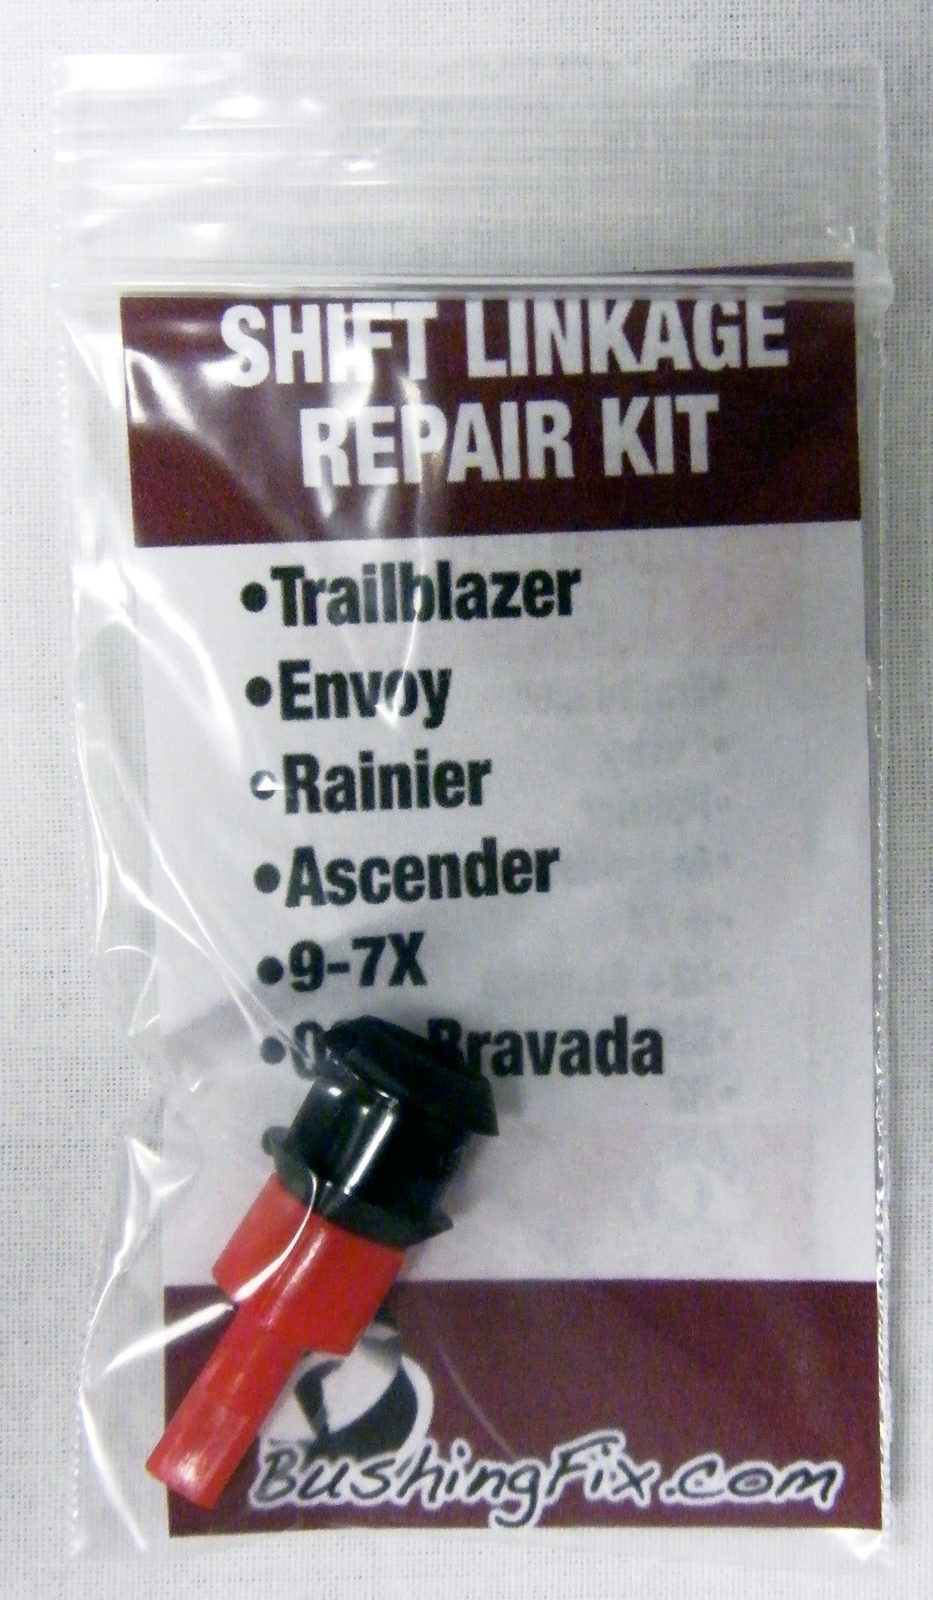 SHIFT LINKAGE
REPAIR KIT
•Trailblazer
•Envoy
•Rainier
•Ascender
•9-7X
•Bravada
BushingFix.com